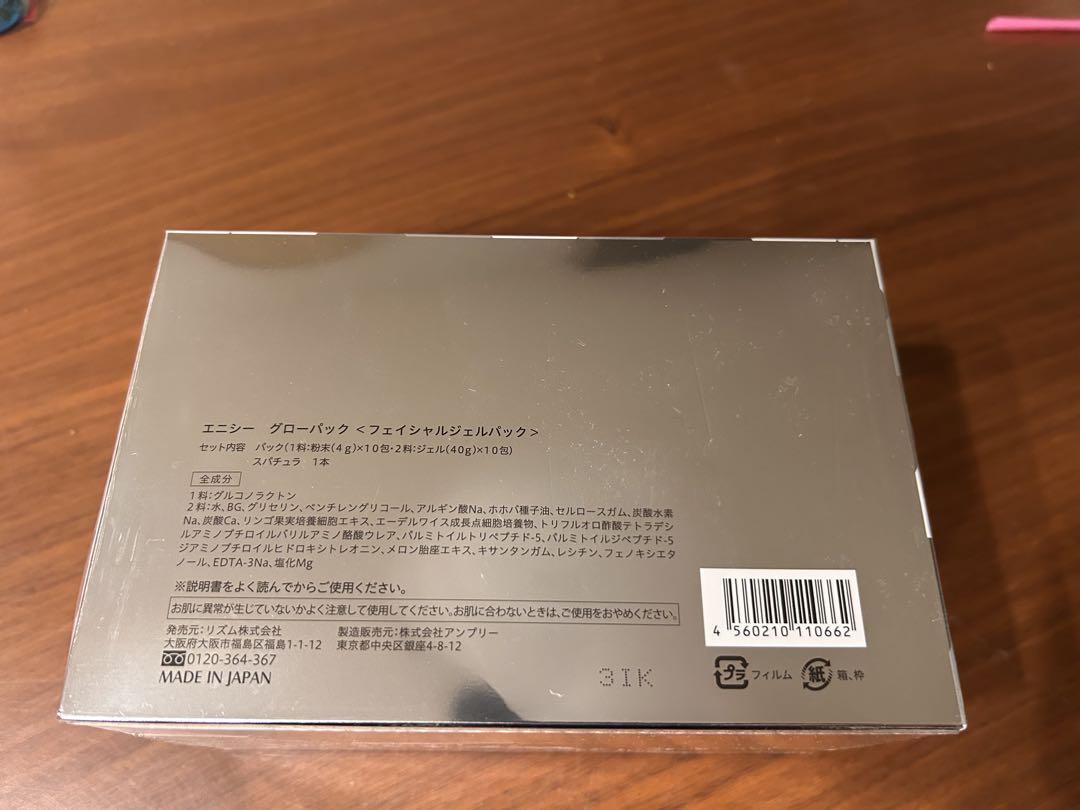 エニシー　グローパック <フェイシャルジェルパック>
セット内容　パック(1料:粉末(4g)×10包・2料:ジェル(40g)×10包)
スパチュラ　1本
全成分
1料:グルコノラクトン
2料:水、BG、グリセリン、ペンチレングリコール、アルギン酸Na、ホホバ種子油、セルロースガム、炭酸水素
Na、炭酸Ca、リンゴ果実培養細胞エキス、エーデルワイス成長点細胞培養物、トリフルオロ酢酸テトラデシ
ルアミノブチロイルバリルアミノ酪酸ウレア、パルミトイルトリペプチド-5、パルミトイルジペプチド-5
ジアミノブチロイルヒドロキシトレオニン、メロン胎座エキス、キサンタンガム、レシチン、フェノキシエタ
ノール、EDTA-3Na、塩化Mg
※説明書をよく読んでからご使用ください。
お肌に異常が生じていないかよく注意して使用してください。お肌に合わないときは、ご使用をおやめください。
発売元:リズム株式会社　製造販売元:株式会社アンプリー
大阪府大阪市福島区福島1-1-12　東京都中央区銀座4-8-12
0120-364-367
MADE IN JAPAN
3IK
4 560210 110662
プラ フィルム 紙 箱、枠